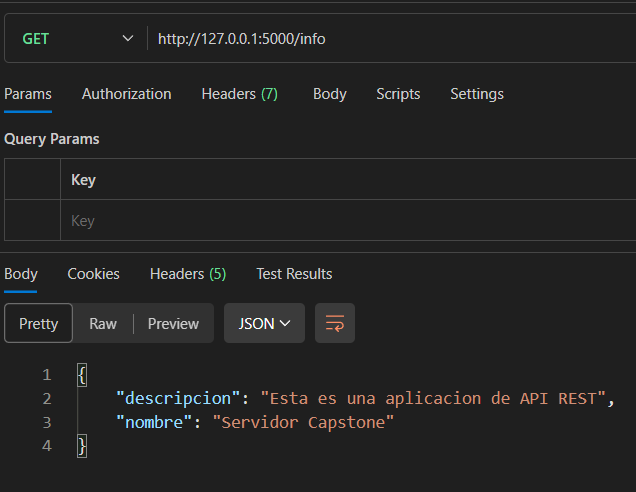 GET http://127.0.0.1:5000/info
Params Authorization Headers (7) Body Scripts Settings
Query Params
Key
Key
Body Cookies Headers (5) Test Results
Pretty Raw Preview JSON
1 {
2 "descripcion": "Esta es una aplicacion de API REST",
3 "nombre": "Servidor Capstone"
4 }